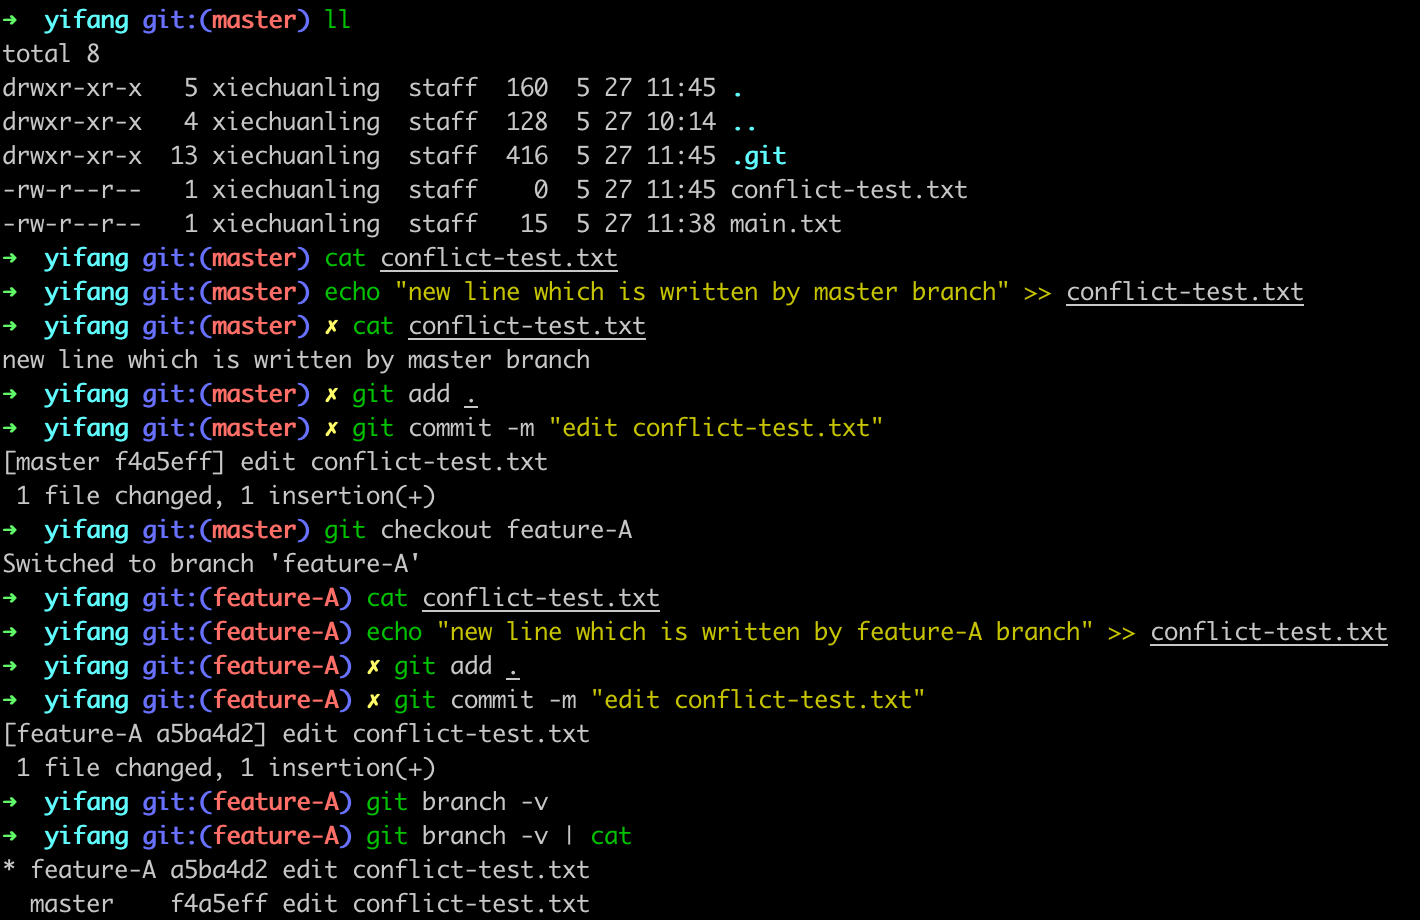 ➜  yifang git:(master) ll
total 8
drwxr-xr-x   5 xiechuanling  staff  160  5 27 11:45 .
drwxr-xr-x   4 xiechuanling  staff  128  5 27 10:14 ..
drwxr-xr-x  13 xiechuanling  staff  416  5 27 11:45 .git
-rw-r--r--   1 xiechuanling  staff    0  5 27 11:45 conflict-test.txt
-rw-r--r--   1 xiechuanling  staff   15  5 27 11:38 main.txt
➜  yifang git:(master) cat conflict-test.txt
➜  yifang git:(master) echo "new line which is written by master branch" >> conflict-test.txt
➜  yifang git:(master) ✗ cat conflict-test.txt
new line which is written by master branch
➜  yifang git:(master) ✗ git add .
➜  yifang git:(master) ✗ git commit -m "edit conflict-test.txt"
[master f4a5eff] edit conflict-test.txt
 1 file changed, 1 insertion(+)
➜  yifang git:(master) git checkout feature-A
Switched to branch 'feature-A'
➜  yifang git:(feature-A) cat conflict-test.txt
➜  yifang git:(feature-A) echo "new line which is written by feature-A branch" >> conflict-test.txt
➜  yifang git:(feature-A) ✗ git add .
➜  yifang git:(feature-A) ✗ git commit -m "edit conflict-test.txt"
[feature-A a5ba4d2] edit conflict-test.txt
 1 file changed, 1 insertion(+)
➜  yifang git:(feature-A) git branch -v
➜  yifang git:(feature-A) git branch -v | cat
* feature-A a5ba4d2 edit conflict-test.txt
  master    f4a5eff edit conflict-test.txt